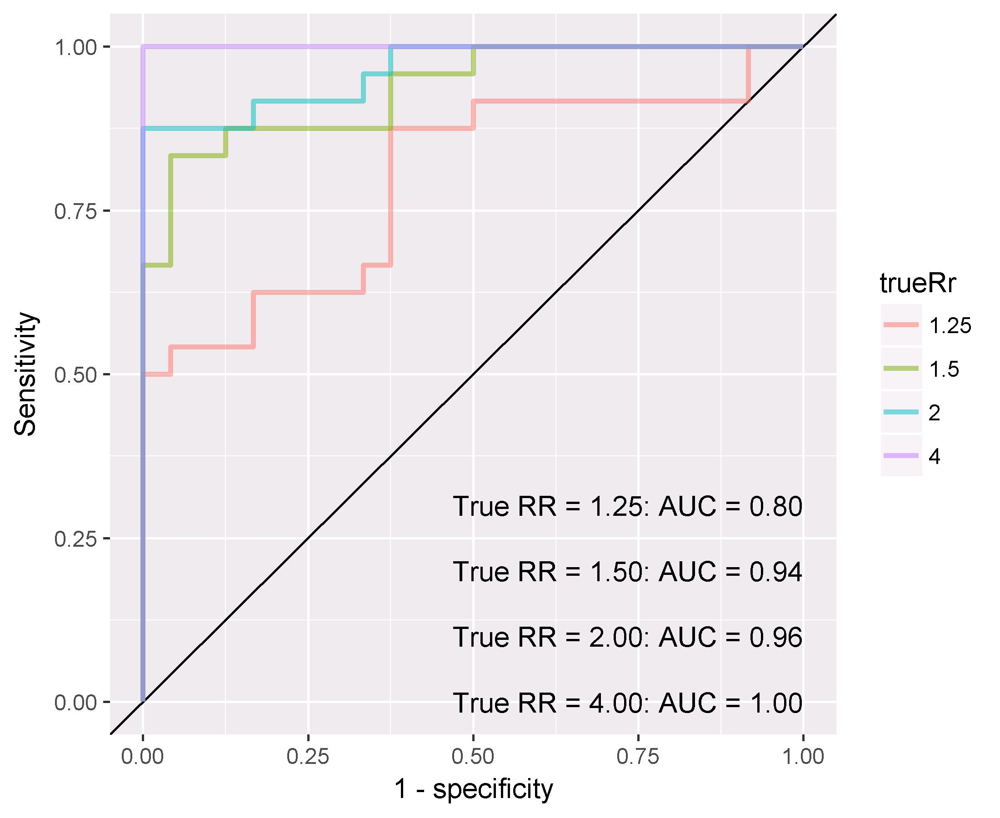 1.00
0.75
0.50
0.25
0.00
Sensitivity
0.00 0.25 0.50 0.75 1.00
1 - specificity
True RR = 1.25: AUC = 0.80
True RR = 1.50: AUC = 0.94
True RR = 2.00: AUC = 0.96
True RR = 4.00: AUC = 1.00
trueRr
1.25
1.5
2
4